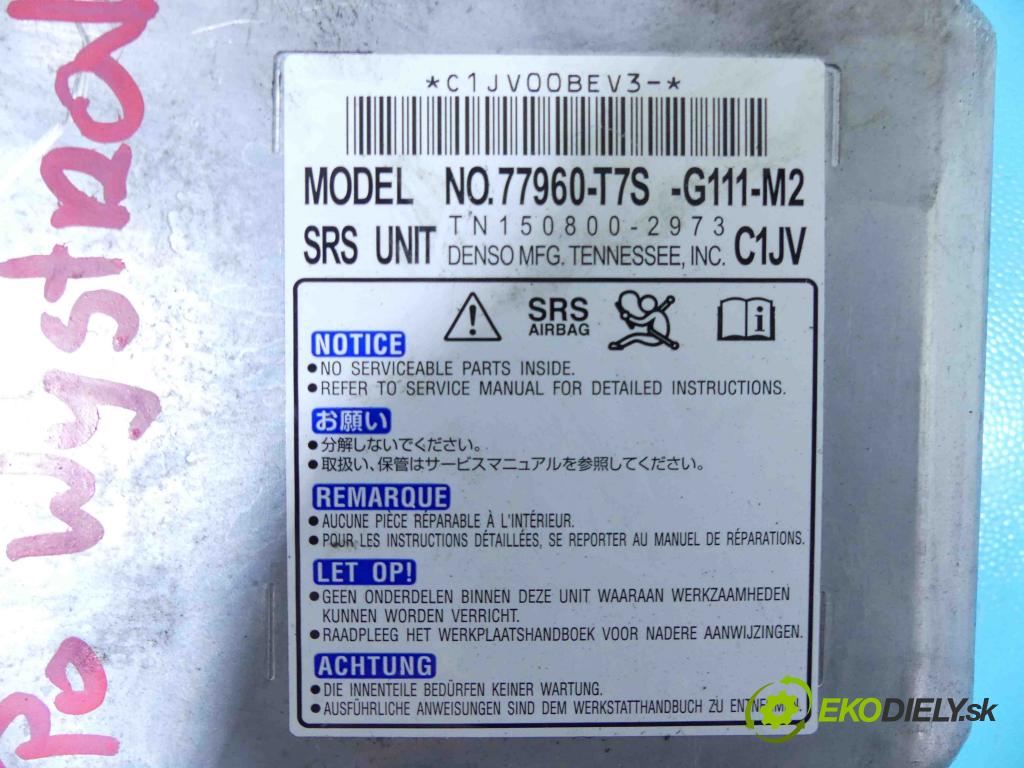 *C1JV00BEV3-*
MODEL NO.77960-T7S -G111-M2
TN150800-2973
SRS UNIT DENSO MFG. TENNESSEE, INC. C1JV
SRS
AIRBAG
NOTICE
●NO SERVICEABLE PARTS INSIDE.
●REFER TO SERVICE MANUAL FOR DETAILED INSTRUCTIONS.
お願い
●分解しないでください。
●取扱い、保管はサービスマニュアルを参照してください。
REMARQUE
●AUCUNE PIÈCE RÉPARABLE À L'INTÉRIEUR.
●POUR LES INSTRUCTIONS DÉTAILLÉES, SE REPORTER AU MANUEL DE RÉPARATIONS.
LET OP!
●GEEN ONDERDELEN BINNEN DEZE UNIT WAARAAN WERKZAAMHEDEN
KUNNEN WORDEN VERRICHT.
●RAADPLEEG HET WERKPLAATSHANDBOEK VOOR NADERE AANWIJZINGEN.
ACHTUNG
●DIE INNENTEILE BEDÜRFEN KEINER WARTUNG.
●AUSFÜHRLICHE ANWEISUNGEN SIND DEM WERKSTATTHANDBUCH ZU ENTNEHMEN.
Po wystrzal
EKODIELY.sk